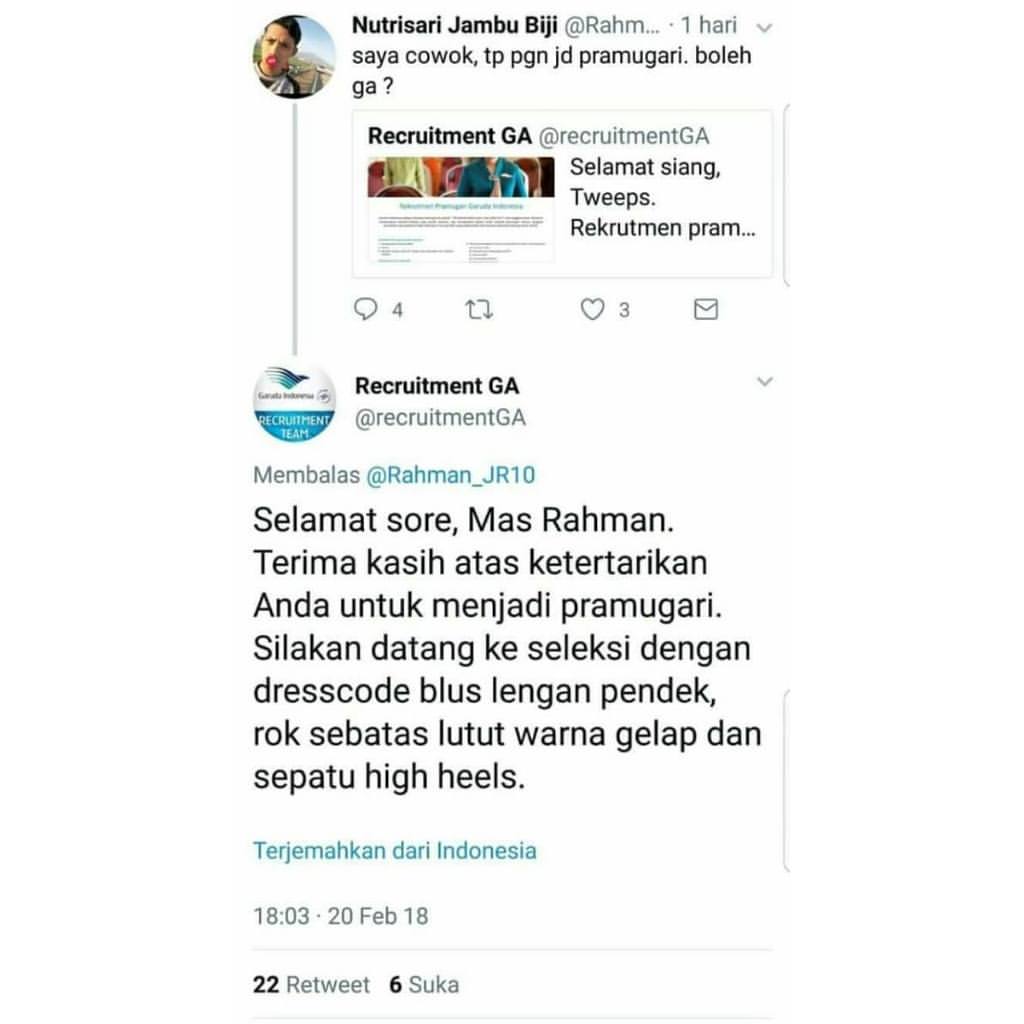 Nutrisari Jambu Biji @Rahm... · 1 hari
saya cowok, tp pgn jd pramugari. boleh
ga ?
Recruitment GA @recruitmentGA
Selamat siang,
Tweeps.
Rekrutmen pram...
Rekrutmen Pramugari Garuda Indonesia
4
3
Garuda Indonesia
RECRUITMENT
TEAM
Recruitment GA
@recruitmentGA
Membalas @Rahman_JR10
Selamat sore, Mas Rahman.
Terima kasih atas ketertarikan
Anda untuk menjadi pramugari.
Silakan datang ke seleksi dengan
dresscode blus lengan pendek,
rok sebatas lutut warna gelap dan
sepatu high heels.
Terjemahkan dari Indonesia
18:03 · 20 Feb 18
22 Retweet 6 Suka